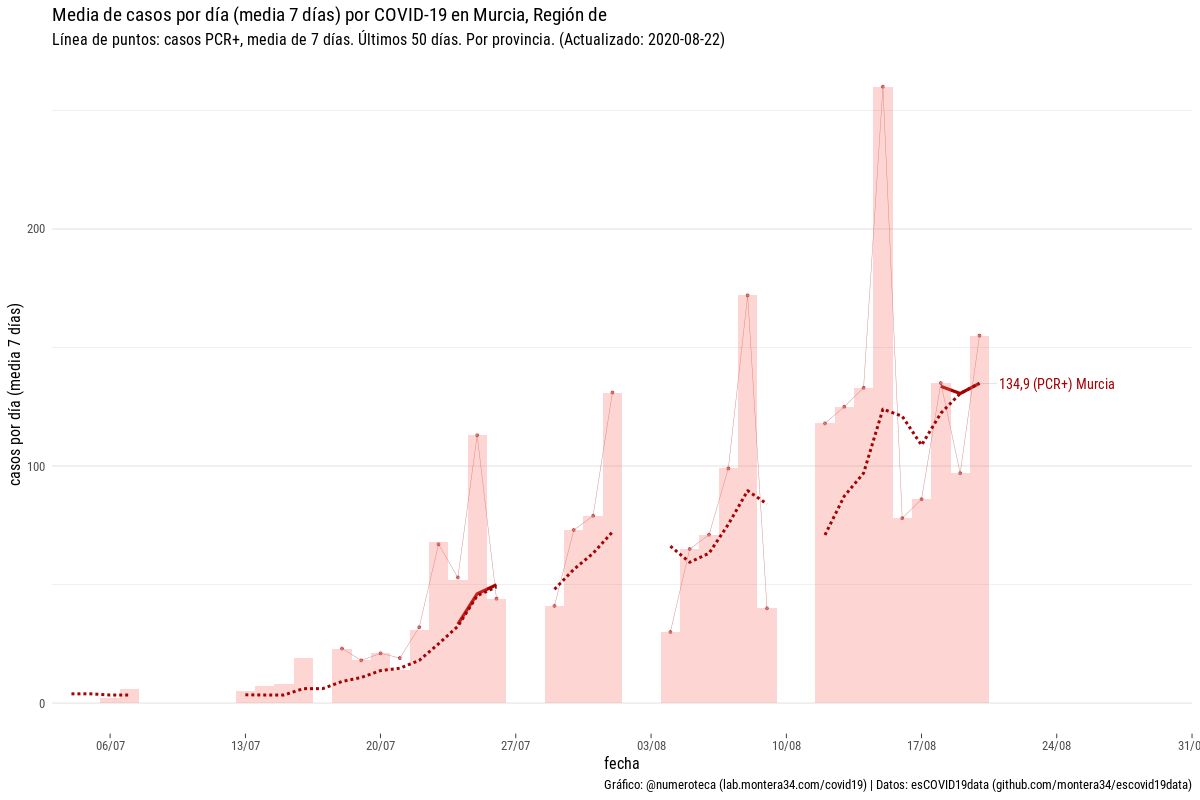 Media de casos por día (media 7 días) por COVID-19 en Murcia, Región de
Línea de puntos: casos PCR+, media de 7 días. Últimos 50 días. Por provincia. (Actualizado: 2020-08-22)
casos por día (media 7 días)
200
100
0
134,9 (PCR+) Murcia
06/07
13/07
20/07
27/07
03/08
10/08
17/08
24/08
31/0
fecha
Gráfico: @numeroteca (lab.montera34.com/covid19) | Datos: esCOVID19data (github.com/montera34/escovid19data)